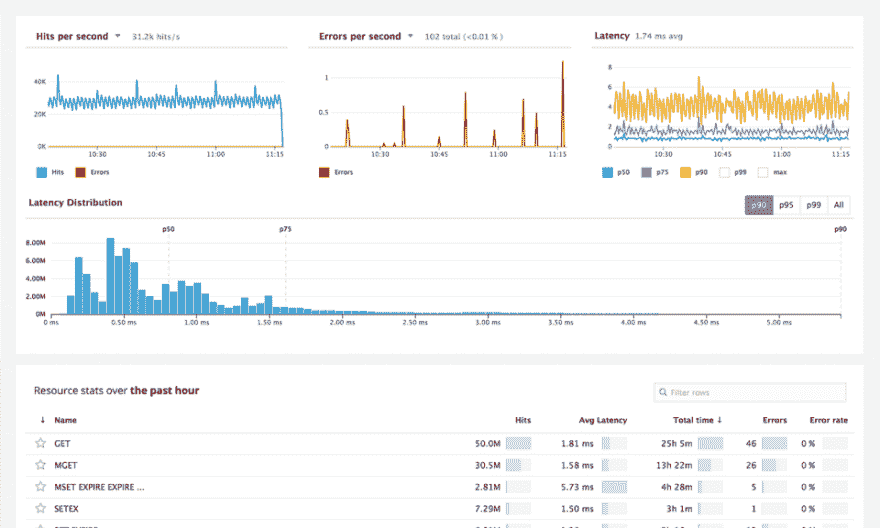 Hits per second 31.2k hits/s
Errors per second 102 total (<0.01 %)
Latency 1.74 ms avg
40K
20K
0K
10:30 10:45 11:00 11:15
Hits Errors
1
0.5
0
10:30 10:45 11:00 11:15
Errors
8
6
4
2
0
10:30 10:45 11:00 11:15
p50 p75 p90 p99 max
Latency Distribution
p90 p95 p99 All
p50 p75 p90
8.00M
6.00M
4.00M
2.00M
0M
0 ms 0.50 ms 1.00 ms 1.50 ms 2.00 ms 2.50 ms 3.00 ms 3.50 ms 4.00 ms 4.50 ms 5.00 ms
Resource stats over the past hour
Filter rows
↓ Name Hits Avg Latency Total time ↓ Errors Error rate
GET 50.0M 1.81 ms 25h 5m 46 0 %
MGET 30.5M 1.58 ms 13h 22m 26 0 %
MSET EXPIRE EXPIRE ... 2.81M 5.73 ms 4h 28m 5 0 %
SETEX 7.29M 1.50 ms 3h 1m 1 0 %